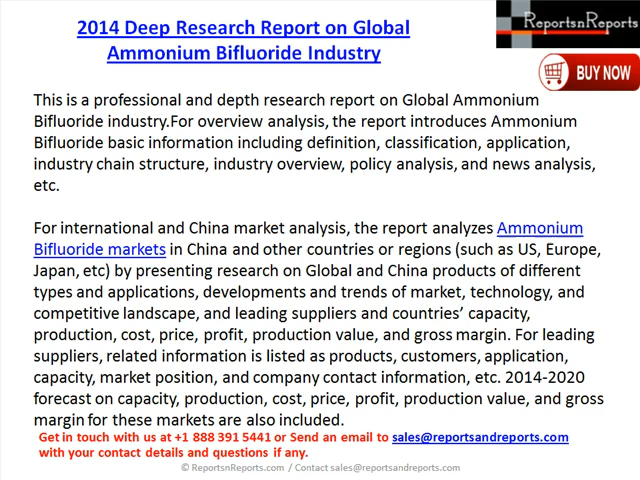 2014 Deep Research Report on Global
Ammonium Bifluoride Industry
ReportsnReports
BUY NOW
This is a professional and depth research report on Global Ammonium
Bifluoride industry.For overview analysis, the report introduces Ammonium
Bifluoride basic information including definition, classification, application,
industry chain structure, industry overview, policy analysis, and news analysis,
etc.
For international and China market analysis, the report analyzes Ammonium
Bifluoride markets in China and other countries or regions (such as US, Europe,
Japan, etc) by presenting research on Global and China products of different
types and applications, developments and trends of market, technology, and
competitive landscape, and leading suppliers and countries’ capacity,
production, cost, price, profit, production value, and gross margin. For leading
suppliers, related information is listed as products, customers, application,
capacity, market position, and company contact information, etc. 2014-2020
forecast on capacity, production, cost, price, profit, production value, and gross
margin for these markets are also included.
Get in touch with us at +1 888 391 5441 or Send an email to sales@reportsandreports.com
with your contact details and questions if any.
© ReportsnReports.com / Contact sales@reportsandreports.com